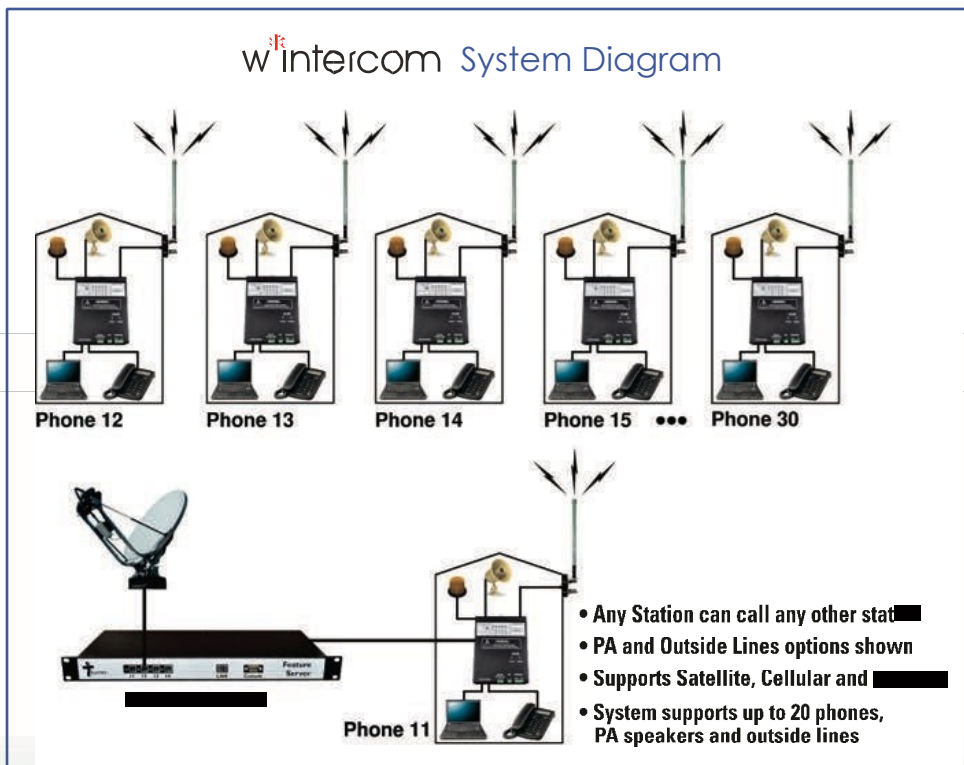 wintercom System Diagram
Phone 12
Phone 13
Phone 14
Phone 15 •••
Phone 30
Feature
Server
LAN
Console
Phone 11
• Any Station can call any other
• PA and Outside Lines options shown
• Supports Satellite, Cellular and
• System supports up to 20 phones,
PA speakers and outside lines